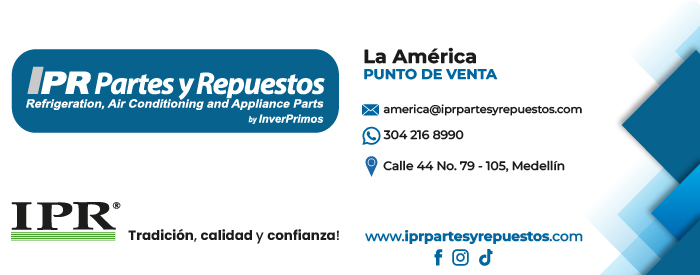 IPR Partes y Repuestos
Refrigeration, Air Conditioning and Appliance Parts
by InverPrimos
La América
PUNTO DE VENTA
america@iprpartesyrepuestos.com
304 216 8990
Calle 44 No. 79 - 105, Medellín
IPR®
Tradición, calidad y confianza!
www.iprpartesyrepuestos.com